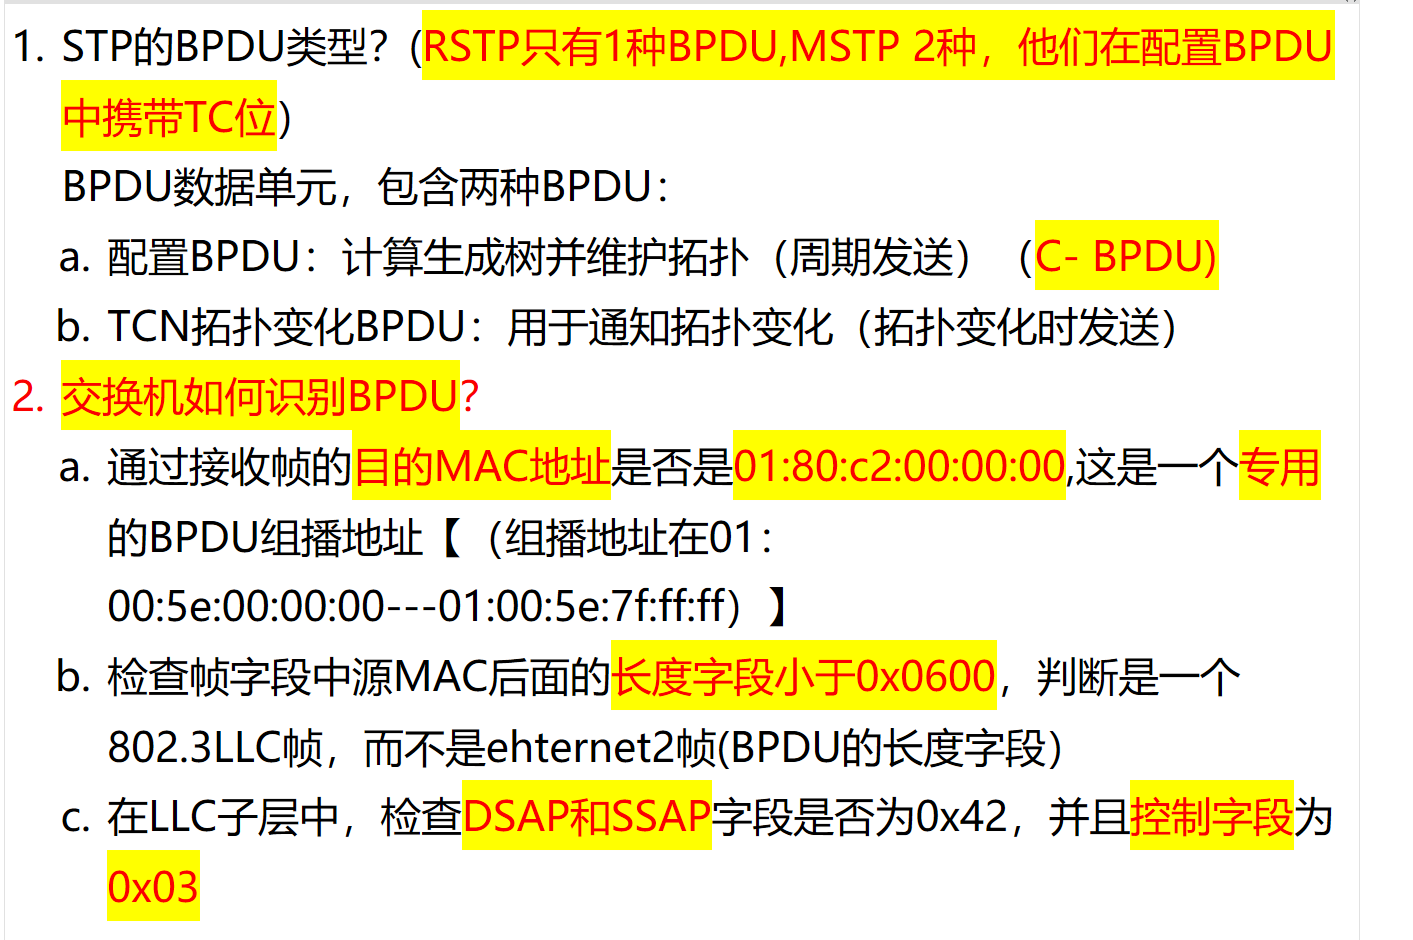 1. STP的BPDU类型？(RSTP只有1种BPDU,MSTP 2种，他们在配置BPDU
中携带TC位）
BPDU数据单元，包含两种BPDU：
a. 配置BPDU：计算生成树并维护拓扑（周期发送）（C- BPDU)
b. TCN拓扑变化BPDU：用于通知拓扑变化（拓扑变化时发送）
2. 交换机如何识别BPDU？
a. 通过接收帧的目的MAC地址是否是01:80:c2:00:00:00,这是一个专用
的BPDU组播地址【（组播地址在01：
00:5e:00:00:00---01:00:5e:7f:ff:ff）】
b. 检查帧字段中源MAC后面的长度字段小于0x0600，判断是一个
802.3LLC帧，而不是ehternet2帧(BPDU的长度字段）
c. 在LLC子层中，检查DSAP和SSAP字段是否为0x42，并且控制字段为
0x03